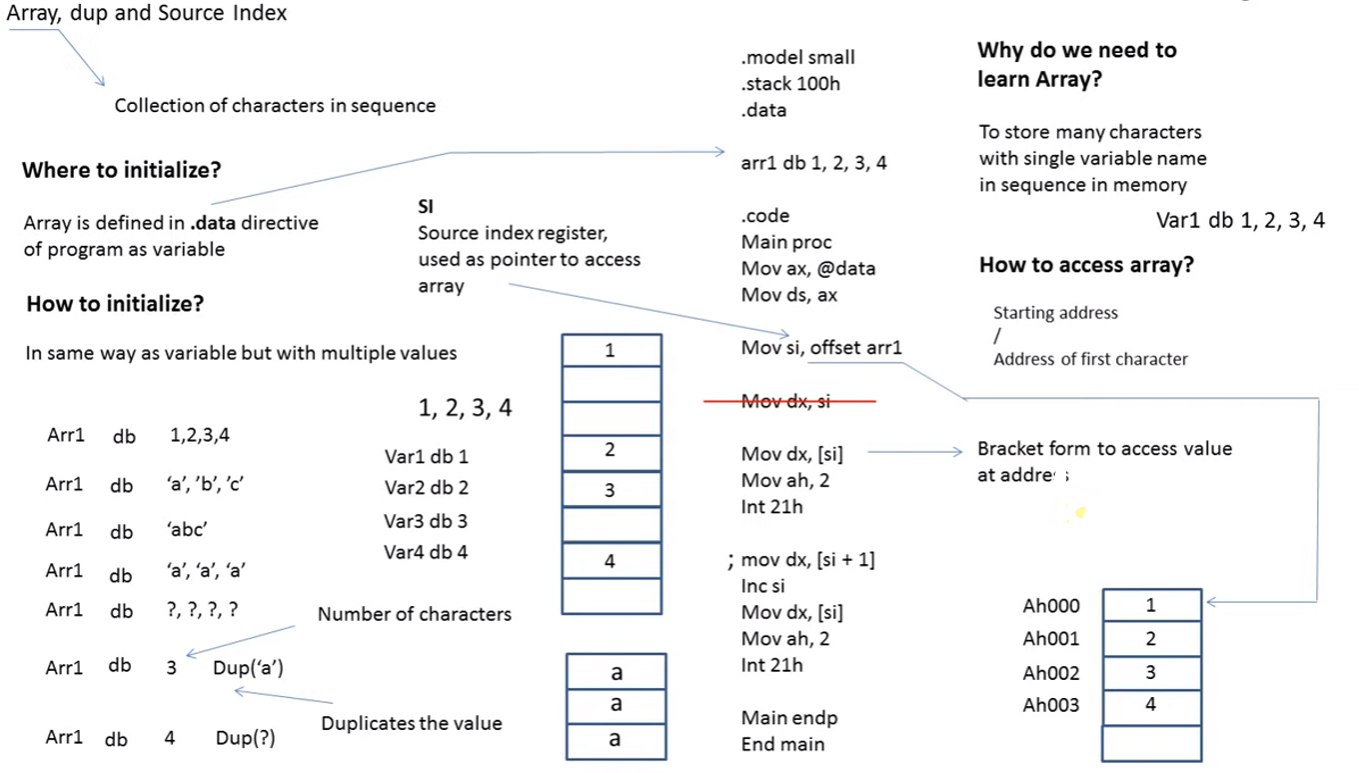 Array, dup and Source Index
Collection of characters in sequence
Where to initialize?
Array is defined in .data directive
of program as variable
How to initialize?
In same way as variable but with multiple values
Arr1 db 1,2,3,4
Arr1 db ‘a’, ’b’, ’c’
Arr1 db ‘abc’
Arr1 db ‘a’, ‘a’, ‘a’
Arr1 db ?, ?, ?, ?
Arr1 db 3 Dup(‘a’)
Arr1 db 4 Dup(?)
Number of characters
Duplicates the value
SI
Source index register,
used as pointer to access
array
1, 2, 3, 4
Var1 db 1
Var2 db 2
Var3 db 3
Var4 db 4
1
2
3
4
a
a
a
.model small
.stack 100h
.data
arr1 db 1, 2, 3, 4
.code
Main proc
Mov ax, @data
Mov ds, ax
Mov si, offset arr1
Mov dx, si
Mov dx, [si]
Mov ah, 2
Int 21h
; mov dx, [si + 1]
Inc si
Mov dx, [si]
Mov ah, 2
Int 21h
Main endp
End main
Why do we need to
learn Array?
To store many characters
with single variable name
in sequence in memory
Var1 db 1, 2, 3, 4
How to access array?
Starting address
/
Address of first character
Bracket form to access value
at
Ah000 1
Ah001 2
Ah002 3
Ah003 4